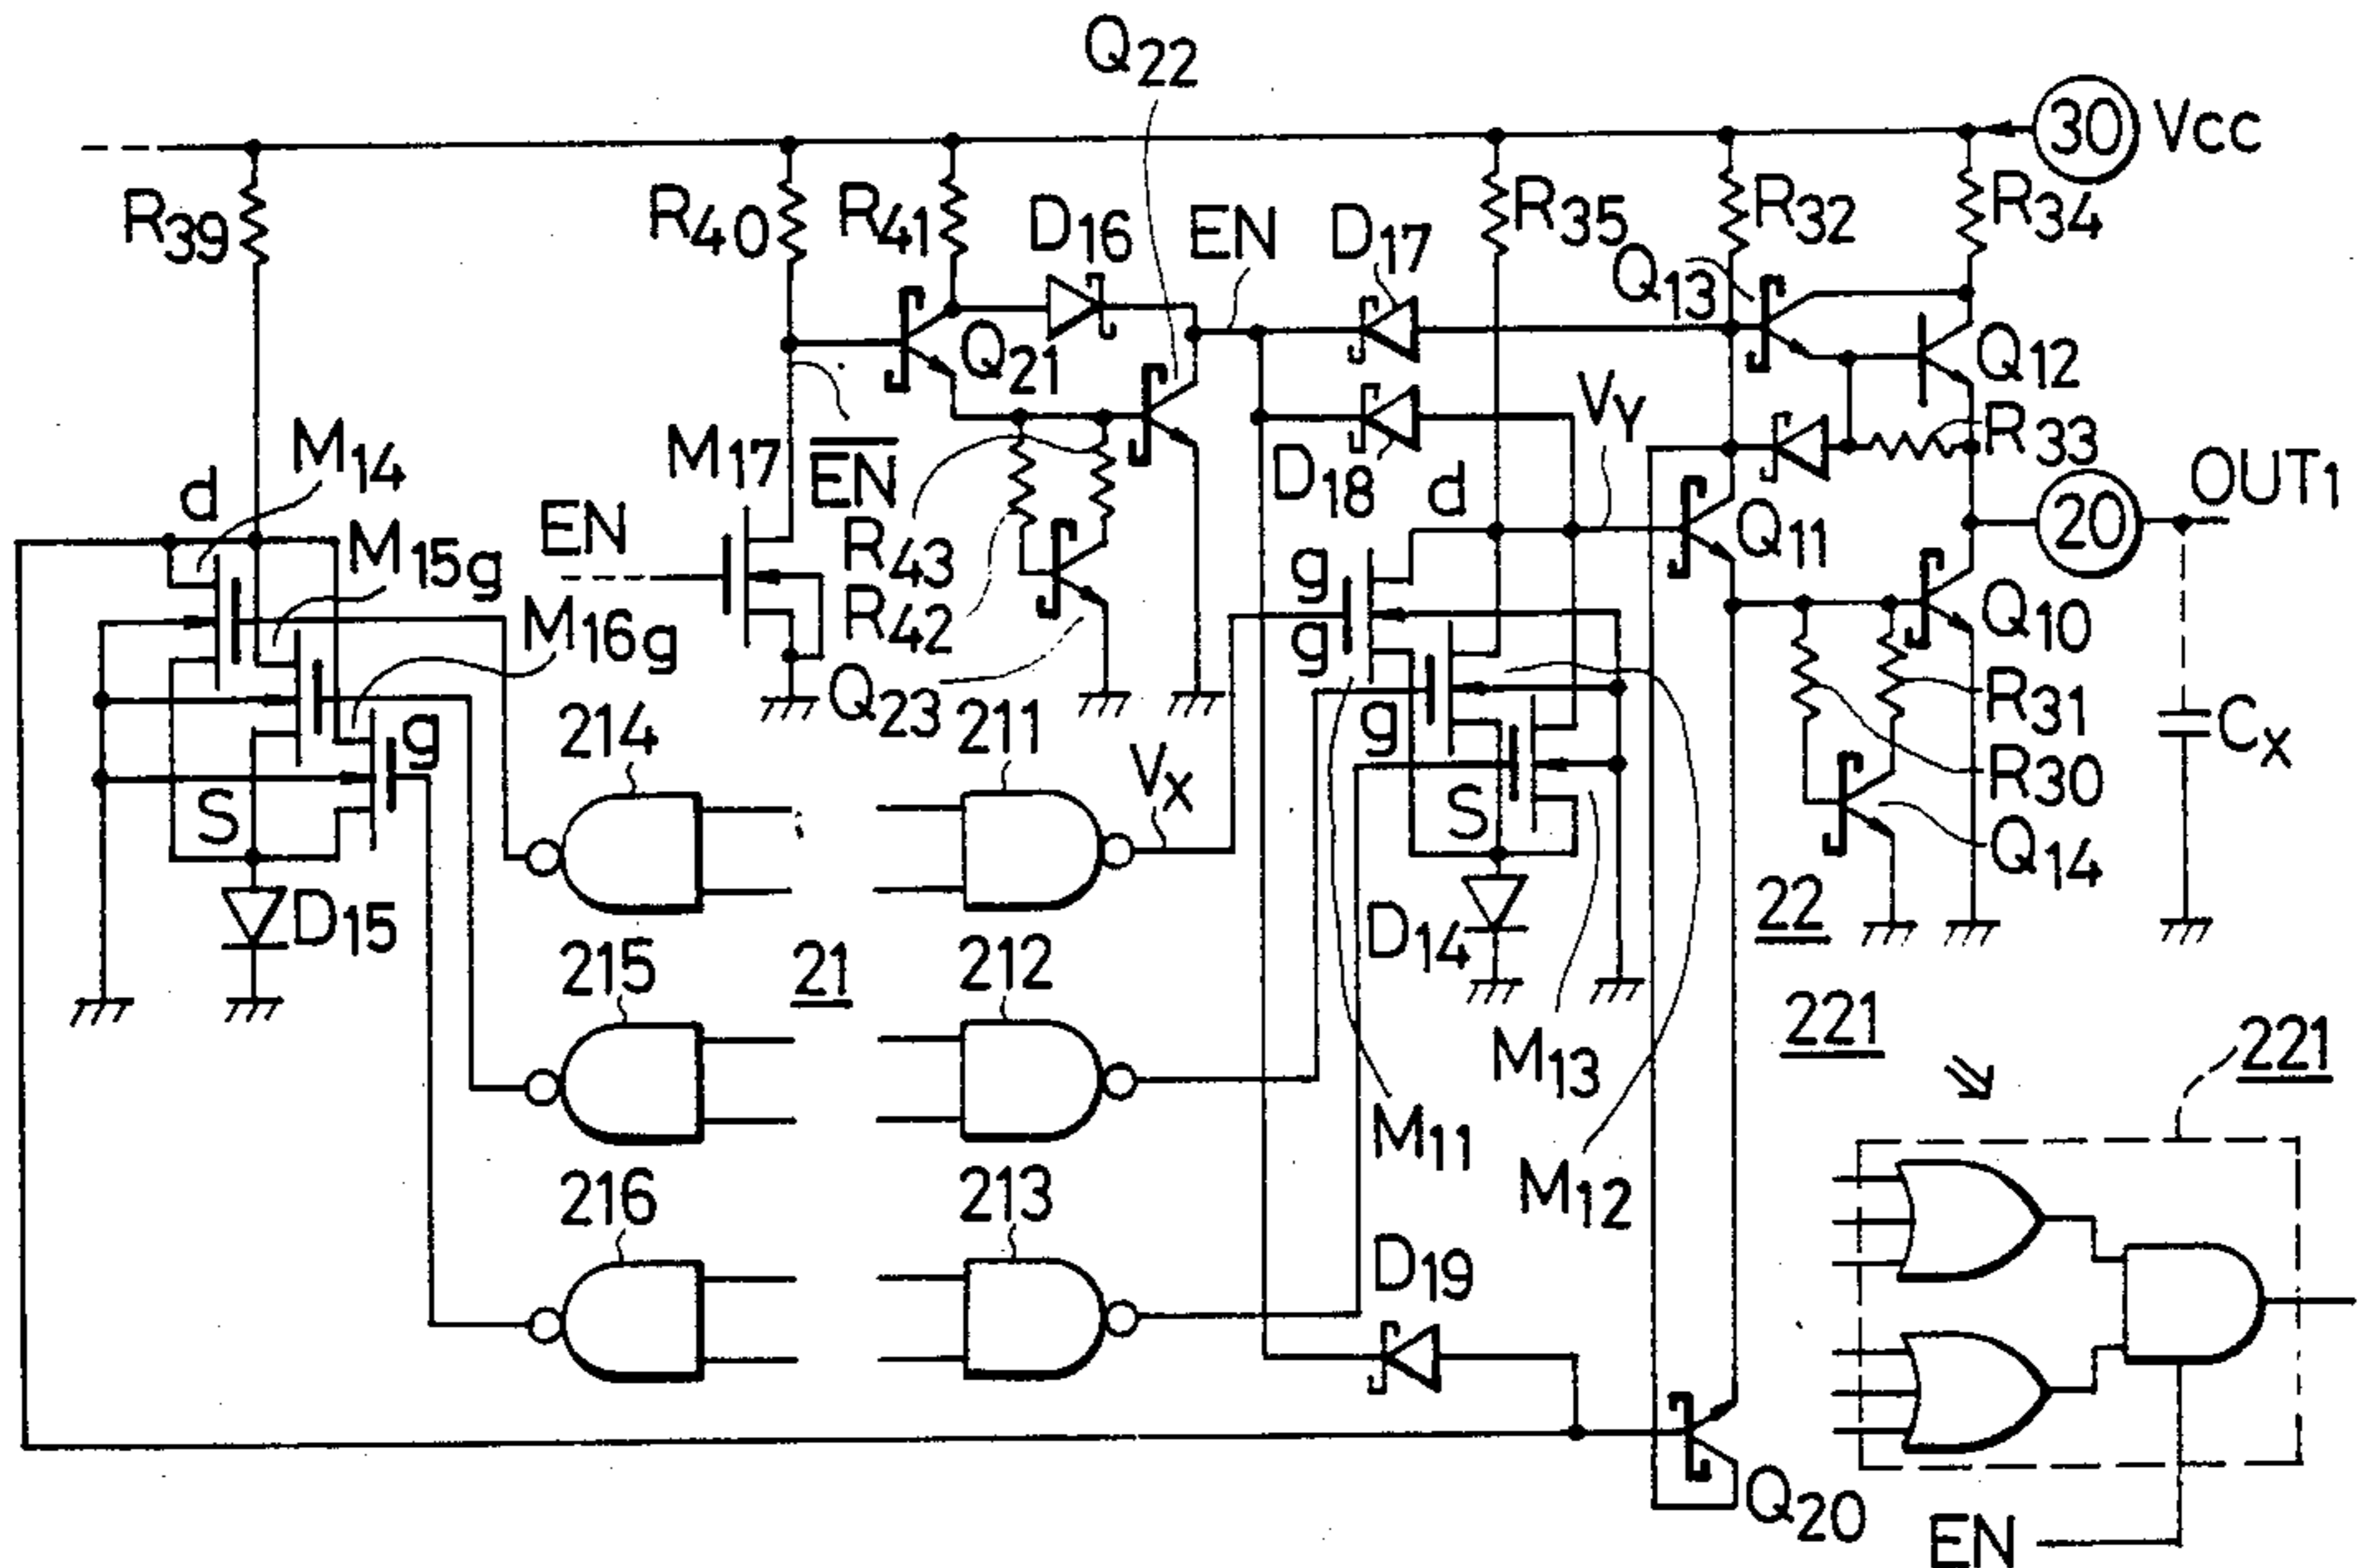 Q22
30 Vcc
R39
R40
R41
D16
EN
D17
R35
R32
R34
Q13
Q21
Q12
M14
d
M17
EN
D18
d
VY
R33
OUT1
20
M15g
EN
R43
g
Q11
M16g
R42
g
Q10
Q23
g
R31
g
214
211
VX
CX
S
S
R30
Q14
D15
D14
22
215
21
212
221
M13
221
M11
M12
216
213
D19
Q20
EN